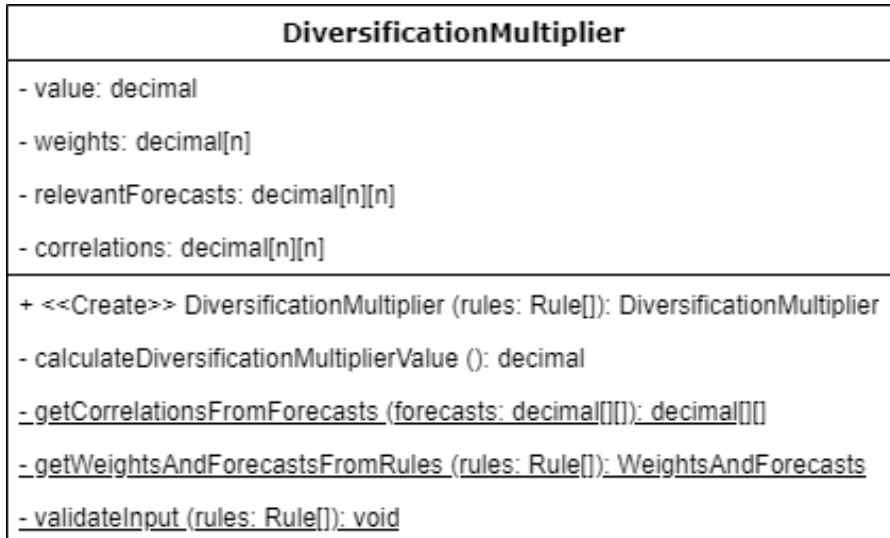 DiversificationMultiplier
- value: decimal
- weights: decimal[n]
- relevantForecasts: decimal[n][n]
- correlations: decimal[n][n]
+ <<Create>> DiversificationMultiplier (rules: Rule[]): DiversificationMultiplier
- calculateDiversificationMultiplierValue (): decimal
- getCorrelationsFromForecasts (forecasts: decimal[][]): decimal[][]
- getWeightsAndForecastsFromRules (rules: Rule[]): WeightsAndForecasts
- validateInput (rules: Rule[]): void